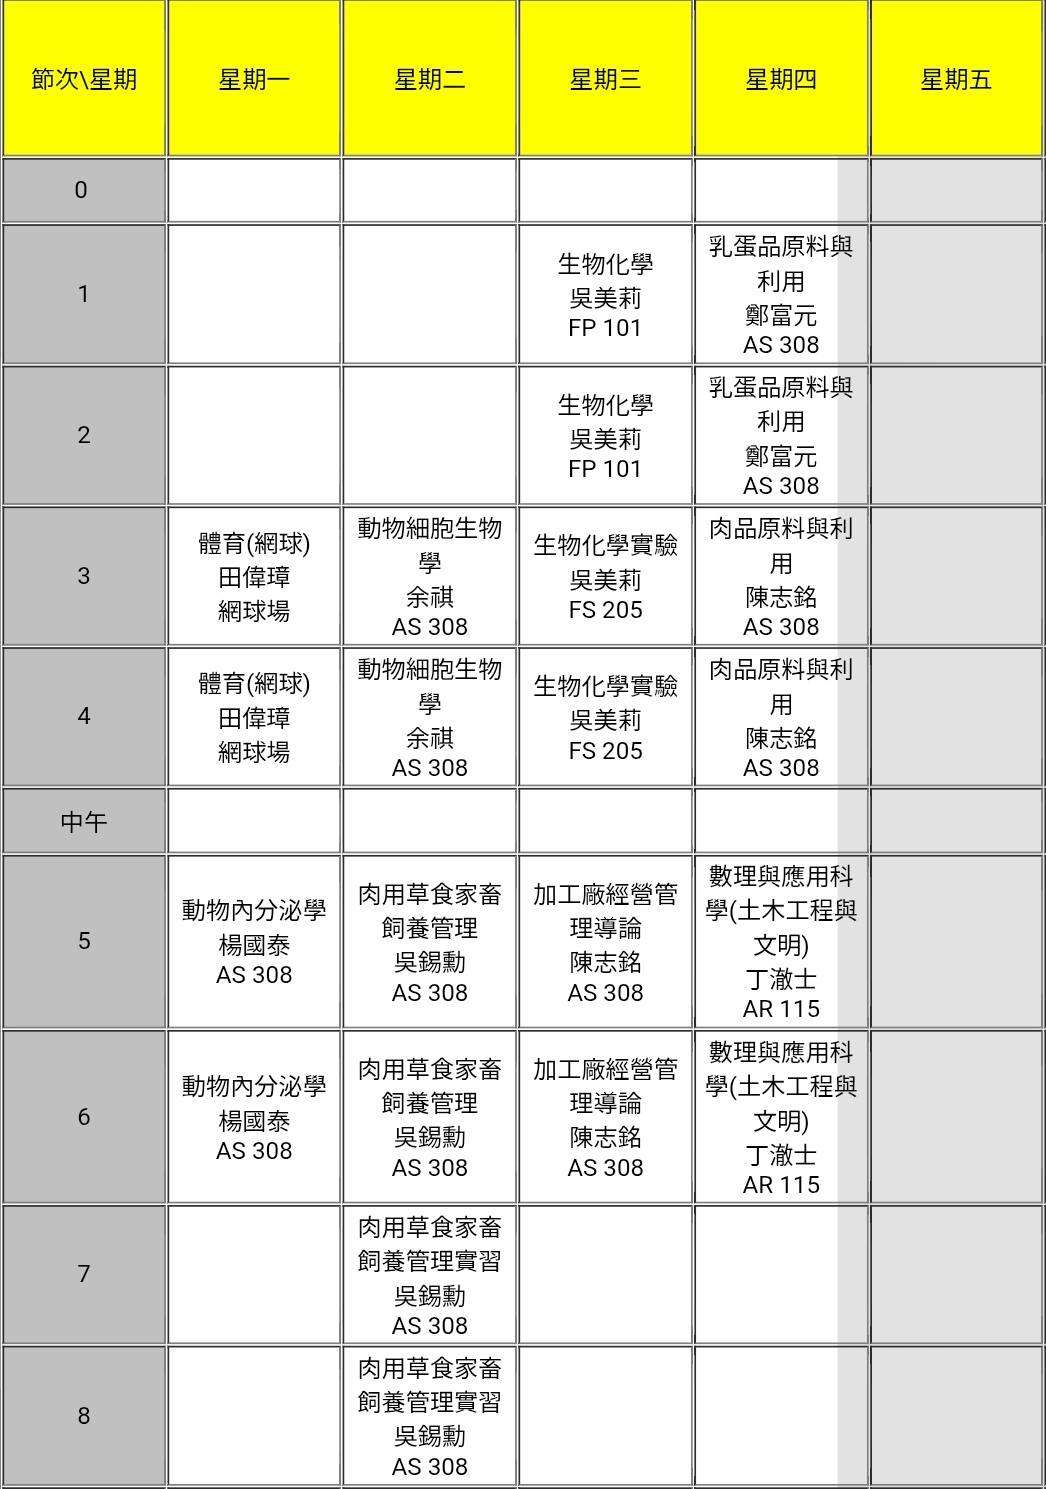 節次\星期 星期一 星期二 星期三 星期四 星期五
0
1
生物化學
吳美莉
FP 101
乳蛋品原料與
利用
鄭富元
AS 308
2
生物化學
吳美莉
FP 101
乳蛋品原料與
利用
鄭富元
AS 308
3
體育(網球)
田偉璋
網球場
動物細胞生物
學
余祺
AS 308
生物化學實驗
吳美莉
FS 205
肉品原料與利
用
陳志銘
AS 308
4
體育(網球)
田偉璋
網球場
動物細胞生物
學
余祺
AS 308
生物化學實驗
吳美莉
FS 205
肉品原料與利
用
陳志銘
AS 308
中午
5
動物內分泌學
楊國泰
AS 308
肉用草食家畜
飼養管理
吳錫勳
AS 308
加工廠經營管
理導論
陳志銘
AS 308
數理與應用科
學(土木工程與
文明)
丁澈士
AR 115
6
動物內分泌學
楊國泰
AS 308
肉用草食家畜
飼養管理
吳錫勳
AS 308
加工廠經營管
理導論
陳志銘
AS 308
數理與應用科
學(土木工程與
文明)
丁澈士
AR 115
7
肉用草食家畜
飼養管理實習
吳錫勳
AS 308
8
肉用草食家畜
飼養管理實習
吳錫勳
AS 308